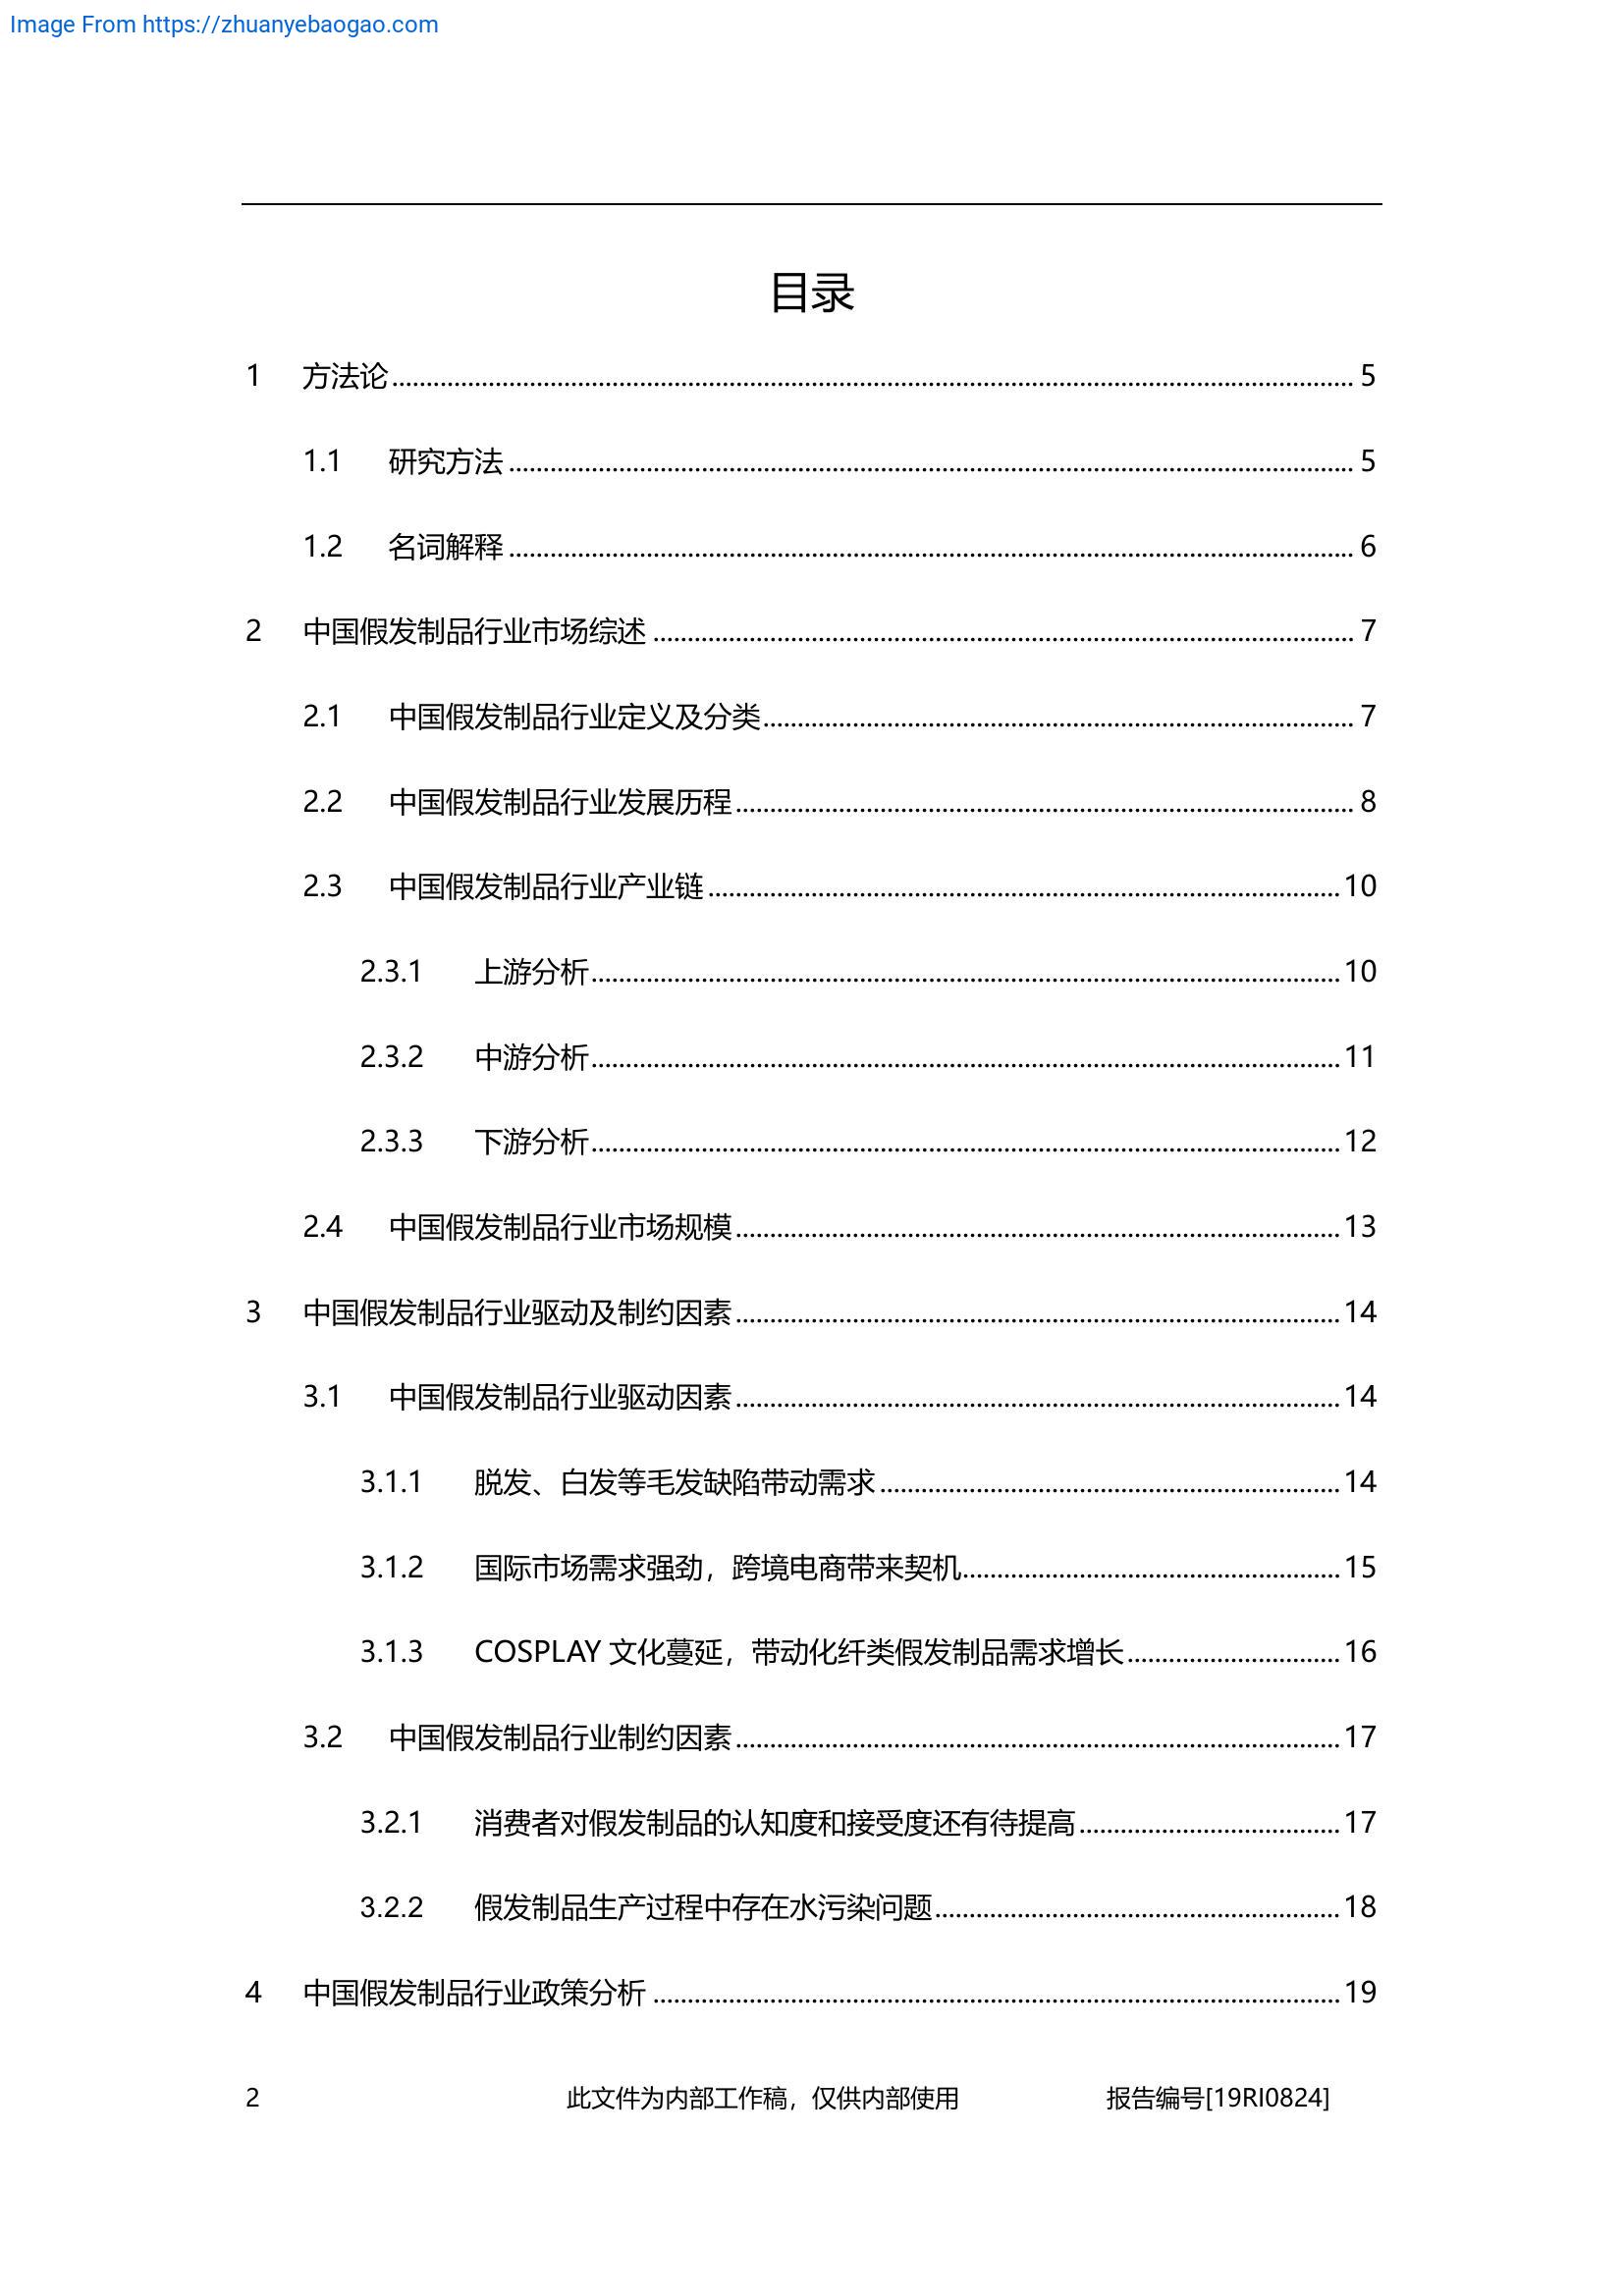 Image From https://zhuanyebaogao.com
目录
1 方法论 5
1.1 研究方法 5
1.2 名词解释 6
2 中国假发制品行业市场综述 7
2.1 中国假发制品行业定义及分类 7
2.2 中国假发制品行业发展历程 8
2.3 中国假发制品行业产业链 10
2.3.1 上游分析 10
2.3.2 中游分析 11
2.3.3 下游分析 12
2.4 中国假发制品行业市场规模 13
3 中国假发制品行业驱动及制约因素 14
3.1 中国假发制品行业驱动因素 14
3.1.1 脱发、白发等毛发缺陷带动需求 14
3.1.2 国际市场需求强劲，跨境电商带来契机 15
3.1.3 COSPLAY 文化蔓延，带动化纤类假发制品需求增长 16
3.2 中国假发制品行业制约因素 17
3.2.1 消费者对假发制品的认知度和接受度还有待提高 17
3.2.2 假发制品生产过程中存在水污染问题 18
4 中国假发制品行业政策分析 19
2 此文件为内部工作稿，仅供内部使用 报告编号[19RI0824]